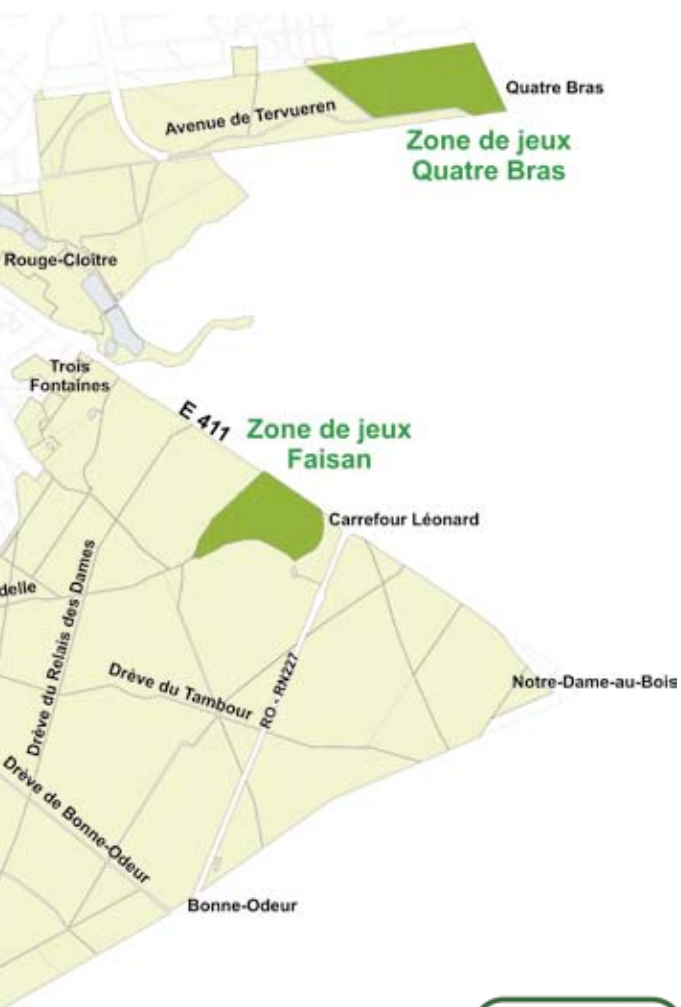 Quatre Bras
Avenue de Tervueren
Zone de jeux
Quatre Bras
Rouge-Cloître
Trois
Fontaines
E 411
Zone de jeux
Faisan
Carrefour Léonard
delle
Drève du Relais des Dames
Drève du Tambour
RO - RN227
Notre-Dame-au-Bois
Drève de Bonne-Odeur
Bonne-Odeur